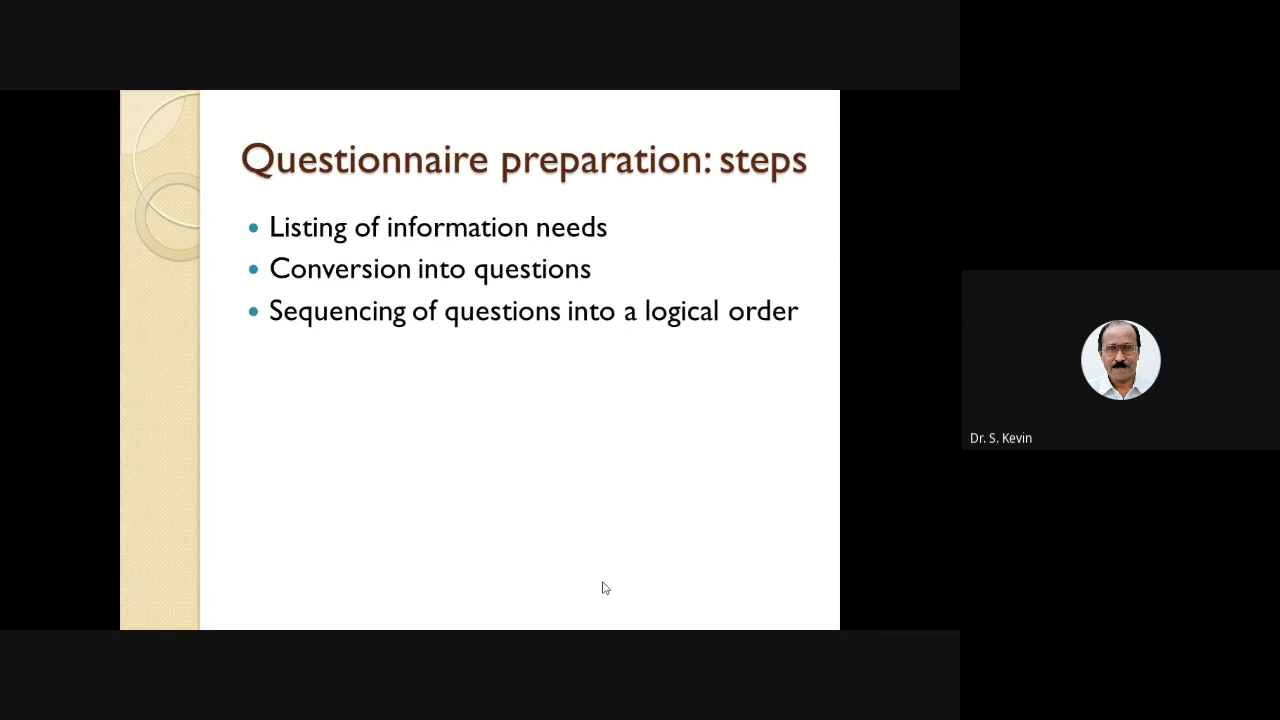 Questionnaire preparation: steps
• Listing of information needs
• Conversion into questions
• Sequencing of questions into a logical order
Dr. S. Kevin